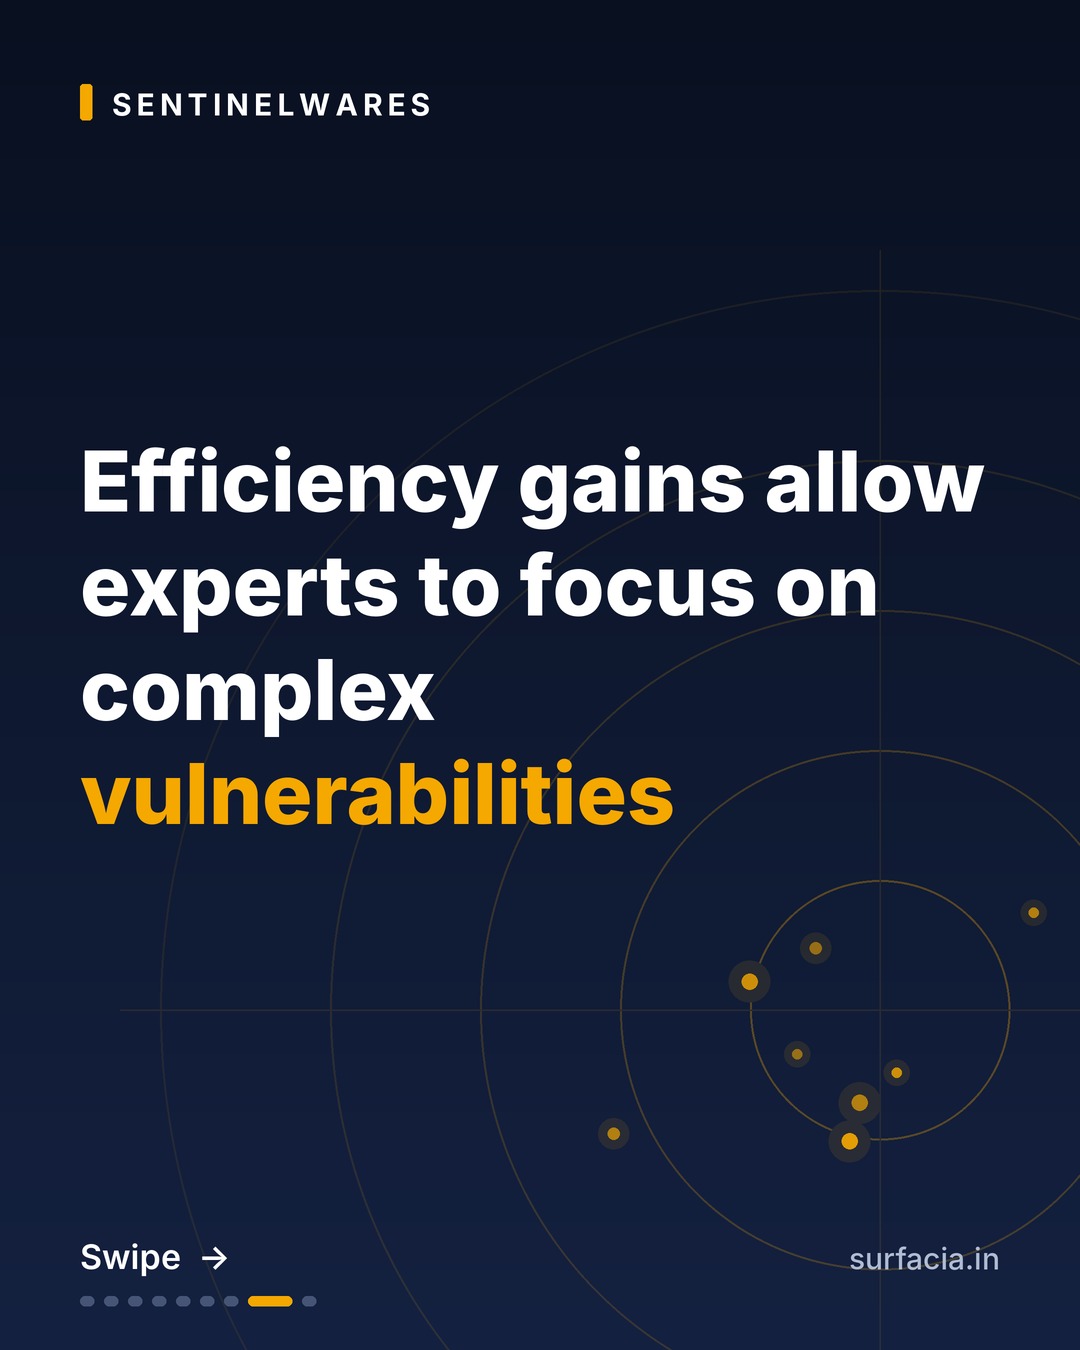 SENTINELWARES
Efficiency gains allow
experts to focus on
complex
vulnerabilities
Swipe →
surfacia.in